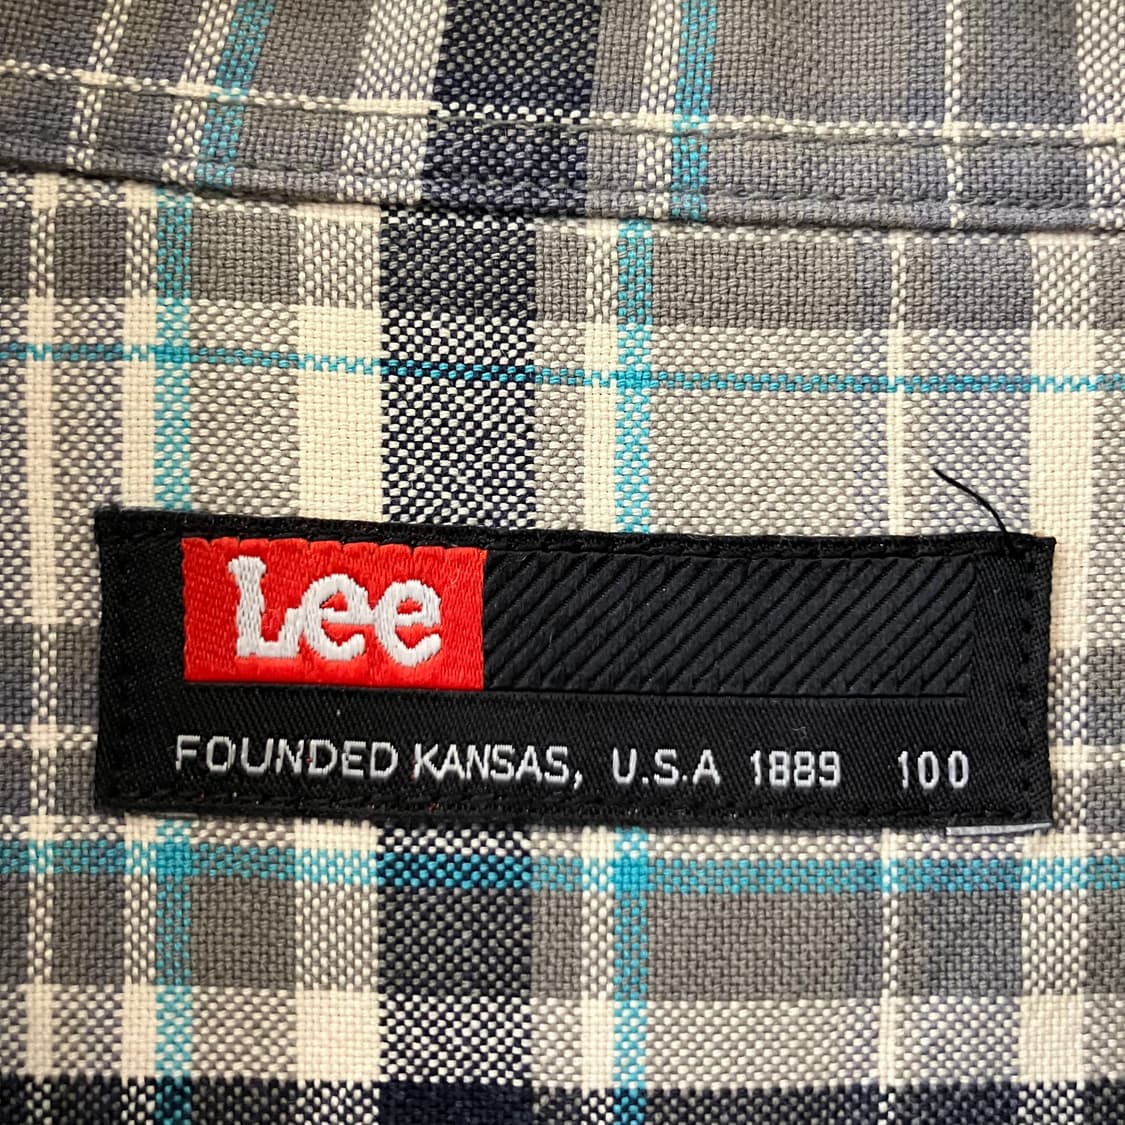 Lee
FOUNDED KANSAS, U.S.A 1889 100